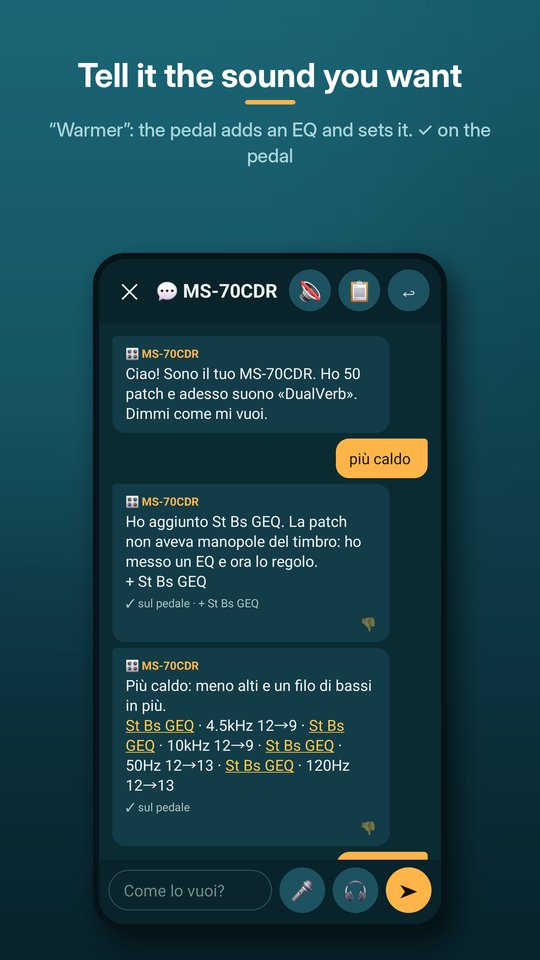 Tell it the sound you want
“Warmer”: the pedal adds an EQ and sets it. ✓ on the
pedal
MS-70CDR
MS-70CDR
Ciao! Sono il tuo MS-70CDR. Ho 50
patch e adesso suono «DualVerb».
Dimmi come mi vuoi.
più caldo
MS-70CDR
Ho aggiunto St Bs GEQ. La patch
non aveva manopole del timbro: ho
messo un EQ e ora lo regolo.
+ St Bs GEQ
✓ sul pedale · + St Bs GEQ
MS-70CDR
Più caldo: meno alti e un filo di bassi
in più.
St Bs GEQ · 4.5kHz 12→9 · St Bs
GEQ · 10kHz 12→9 · St Bs GEQ ·
50Hz 12→13 · St Bs GEQ · 120Hz
12→13
✓ sul pedale
Come lo vuoi?